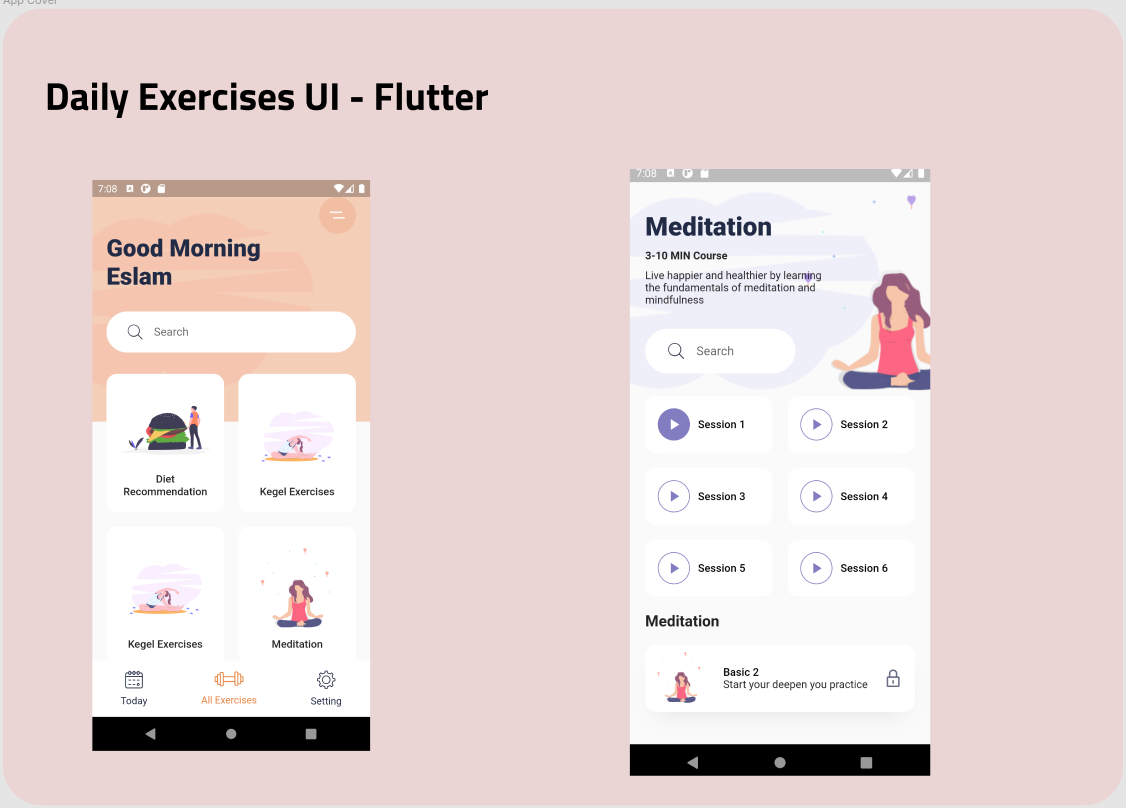 App Cover
Daily Exercises UI - Flutter
7:08
Good Morning
Eslam
Search
Diet
Recommendation
Kegel Exercises
Kegel Exercises
Meditation
Today
All Exercises
Setting
7:08
Meditation
3-10 MIN Course
Live happier and healthier by learning
the fundamentals of meditation and
mindfulness
Search
Session 1
Session 2
Session 3
Session 4
Session 5
Session 6
Meditation
Basic 2
Start your deepen you practice